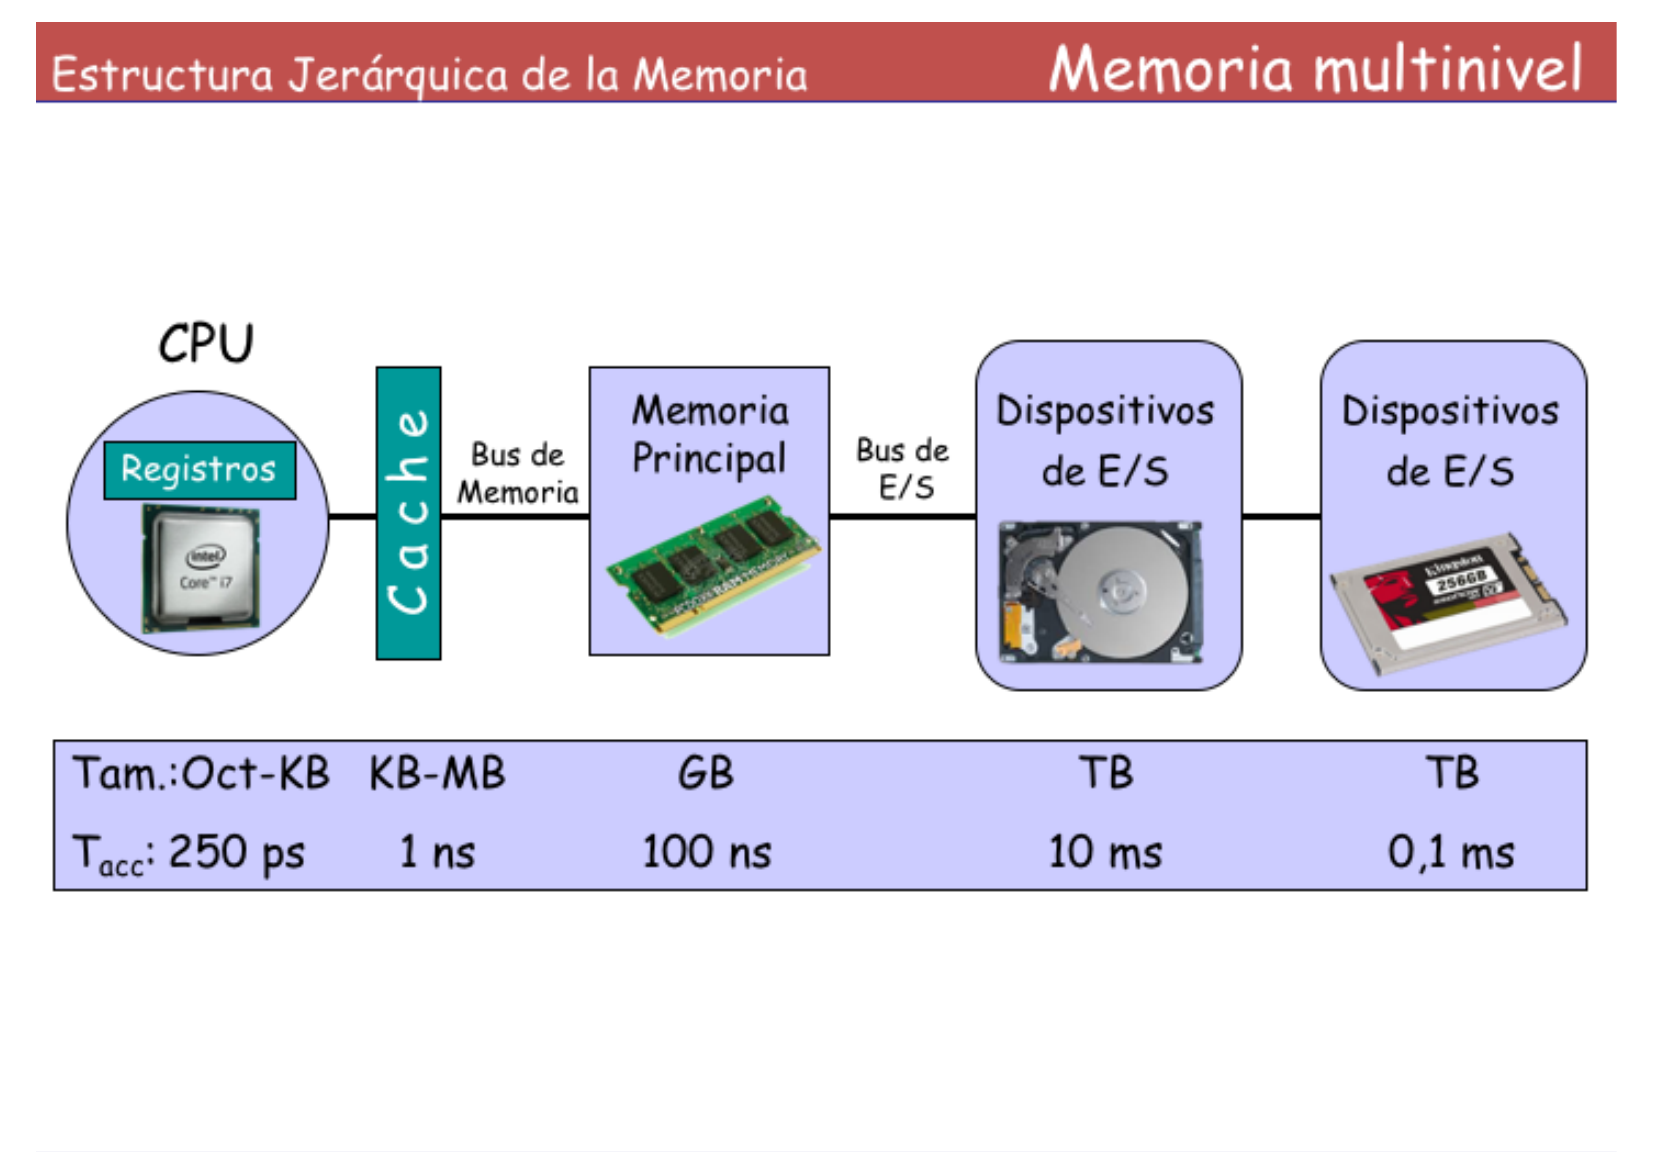 Estructura Jerárquica de la Memoria
Memoria multinivel
CPU
Registros
intel
Core™ i7
Cache
Bus de
Memoria
Memoria
Principal
Bus de
E/S
Dispositivos
de E/S
Dispositivos
de E/S
Kingston
256GB
Tam.:Oct-KB KB-MB GB TB TB
Tacc: 250 ps 1 ns 100 ns 10 ms 0,1 ms